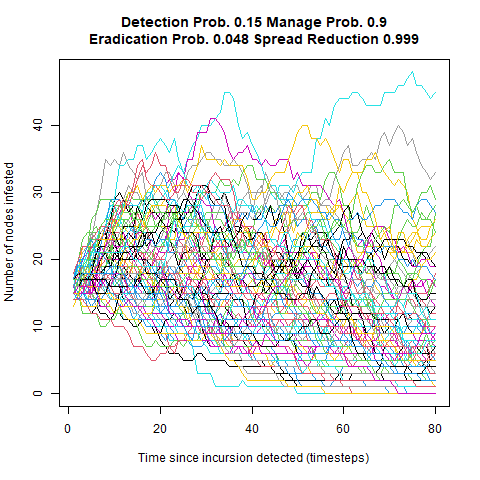 Detection Prob. 0.15 Manage Prob. 0.9
Eradication Prob. 0.048 Spread Reduction 0.999
Number of nodes infested
40
30
20
10
0
0 20 40 60 80
Time since incursion detected (timesteps)